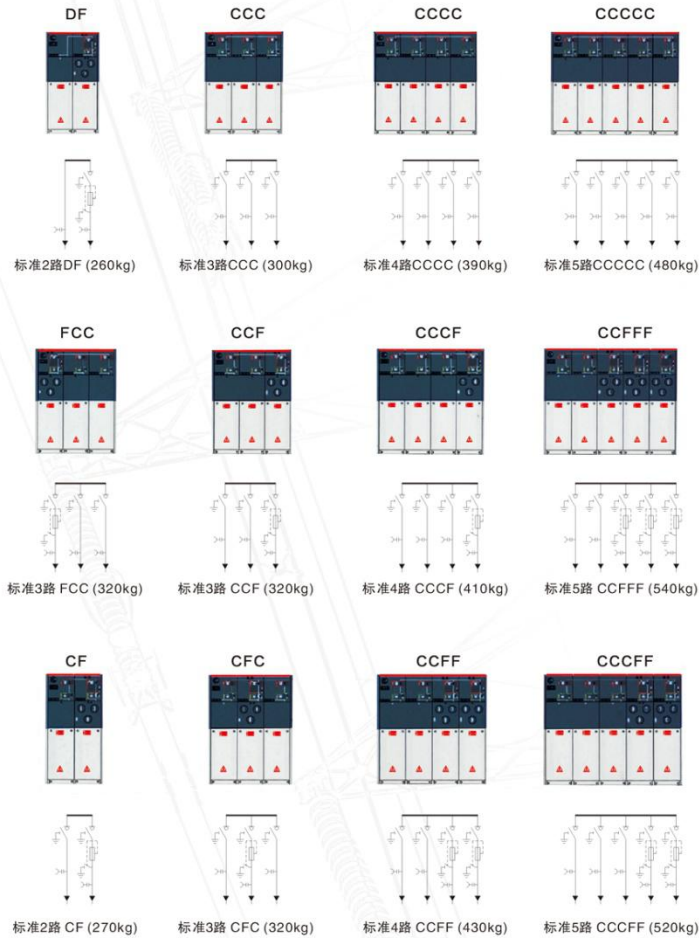 DF CCC CCCC CCCCC
标准2路DF (260kg) 标准3路CCC (300kg) 标准4路CCCC (390kg) 标准5路CCCCC (480kg)
FCC CCF CCCF CCFFF
标准3路 FCC (320kg) 标准3路 CCF (320kg) 标准4路 CCCF (410kg) 标准5路 CCFFF (540kg)
CF CFC CCFF CCCFF
标准2路 CF (270kg) 标准3路 CFC (320kg) 标准4路 CCFF (430kg) 标准5路 CCCFF (520kg)